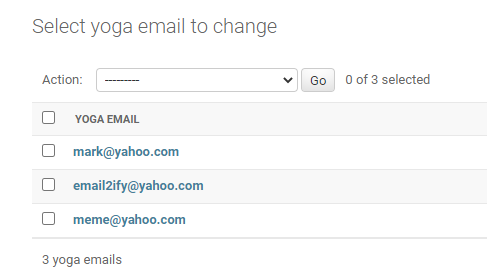 Select yoga email to change
Action: --------- Go 0 of 3 selected
YOGA EMAIL
mark@yahoo.com
email2ify@yahoo.com
meme@yahoo.com
3 yoga emails